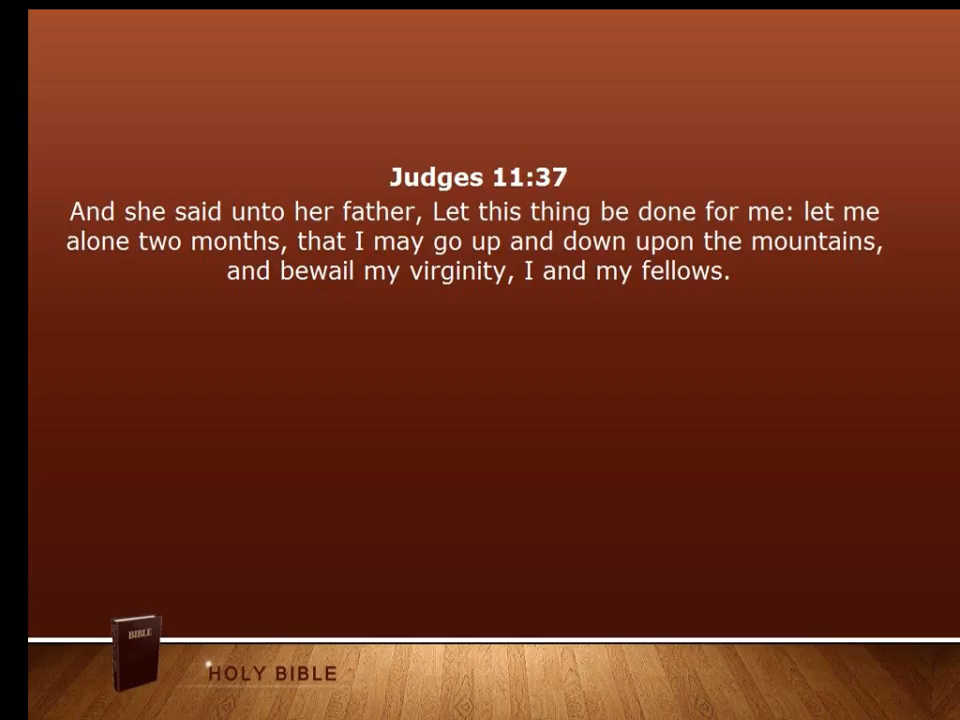 Judges 11:37
And she said unto her father, Let this thing be done for me: let me
alone two months, that I may go up and down upon the mountains,
and bewail my virginity, I and my fellows.
BIBLE
HOLY BIBLE